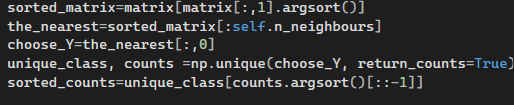 sorted_matrix=matrix[matrix[:,1].argsort()]
the_nearest=sorted_matrix[:self.n_neighbours]
choose_Y=the_nearest[:,0]
unique_class, counts =np.unique(choose_Y, return_counts=True)
sorted_counts=unique_class[counts.argsort()[::-1]]